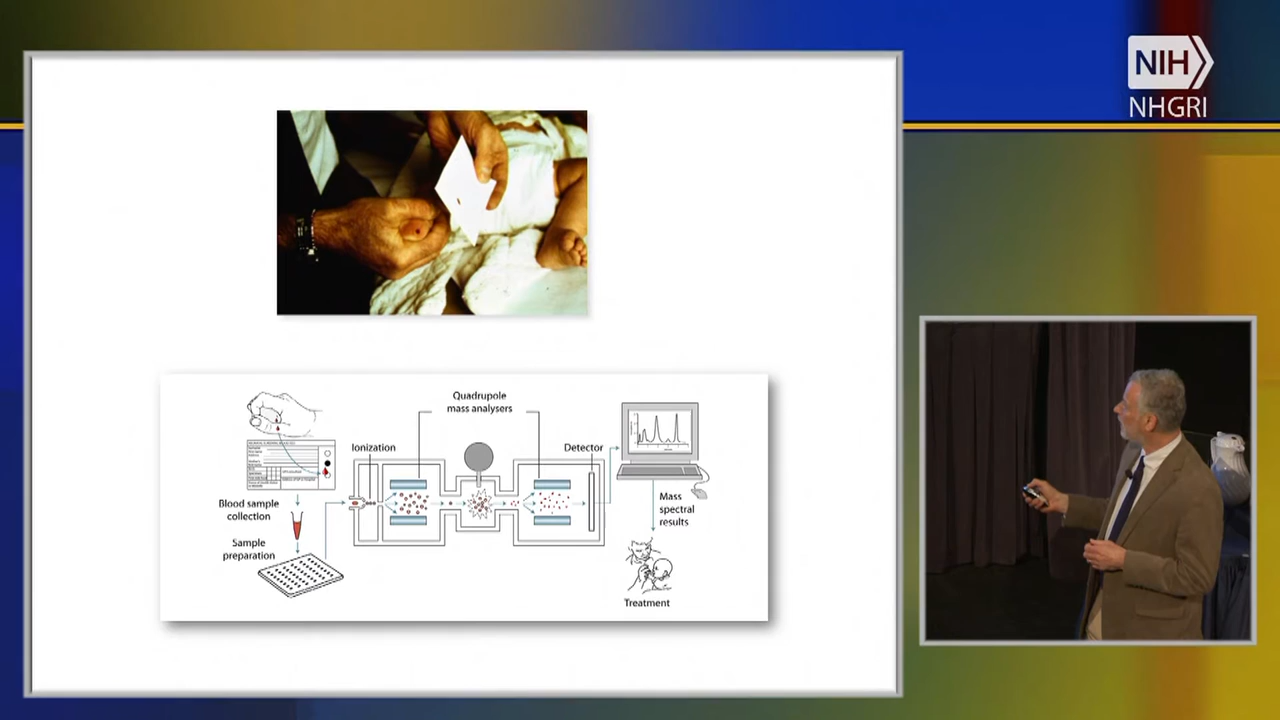 NIH
NHGRI
Quadrupole
mass analysers
Ionization
Detector
Blood sample
collection
Sample
preparation
Mass
spectral
results
Treatment